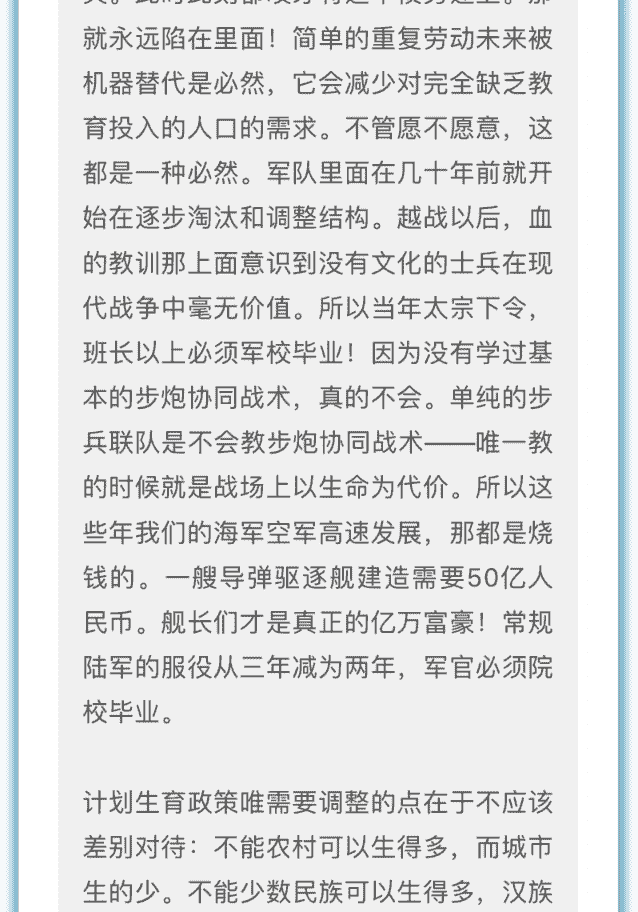 就永远陷在里面！简单的重复劳动未来被
机器替代是必然，它会减少对完全缺乏教
育投入的人口的需求。不管愿不愿意，这
都是一种必然。军队里面在几十年前就开
始在逐步淘汰和调整结构。越战以后，血
的教训那上面意识到没有文化的士兵在现
代战争中毫无价值。所以当年太宗下令，
班长以上必须军校毕业！因为没有学过基
本的步炮协同战术，真的不会。单纯的步
兵联队是不会教步炮协同战术——唯一教
的时候就是战场上以生命为代价。所以这
些年我们的海军空军高速发展，那都是烧
钱的。一艘导弹驱逐舰建造需要50亿人
民币。舰长们才是真正的亿万富豪！常规
陆军的服役从三年减为两年，军官必须院
校毕业。
计划生育政策唯需要调整的点在于不应该
差别对待：不能农村可以生得多，而城市
生的少。不能少数民族可以生得多，汉族